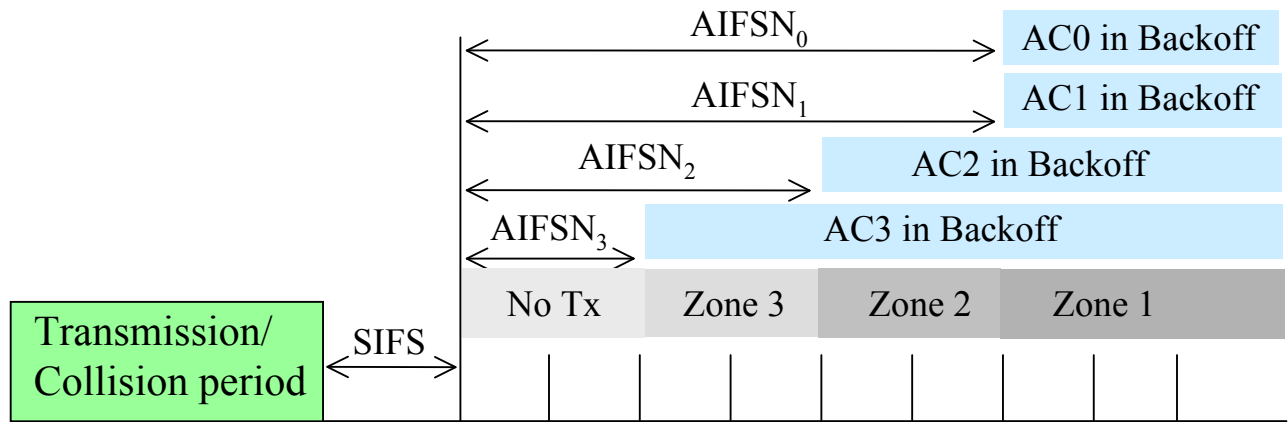 AIFSN₀
AC0 in Backoff
AIFSN₁
AC1 in Backoff
AIFSN₂
AC2 in Backoff
AIFSN₃
AC3 in Backoff
No Tx
Zone 3
Zone 2
Zone 1
Transmission/
Collision period
SIFS